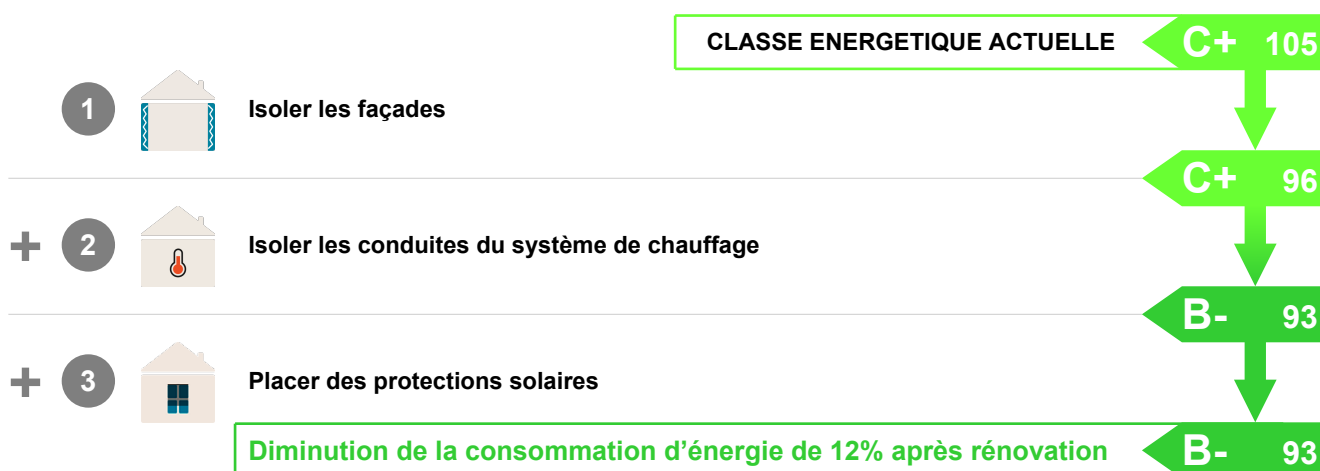 CLASSE ENERGETIQUE ACTUELLE C+ 105
1 Isoler les façades
C+ 96
+ 2 Isoler les conduites du système de chauffage
B- 93
+ 3 Placer des protections solaires
Diminution de la consommation d’énergie de 12% après rénovation B- 93